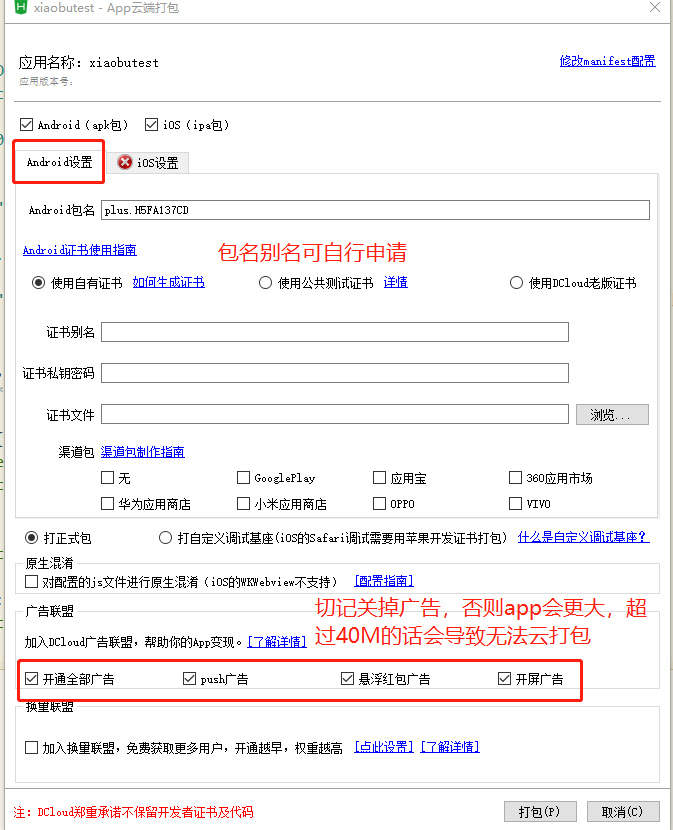 xiaobutest - App云端打包
应用名称: xiaobutest
修改manifest配置
应用版本号:
Android（apk包）
iOS（ipa包）
Android设置
iOS设置
Android包名
plus.H5FA137CD
Android证书使用指南
包名别名可自行申请
使用自有证书
如何生成证书
使用公共测试证书
详情
使用DCloud老版证书
证书别名
证书私钥密码
证书文件
浏览...
渠道包
渠道包制作指南
无
GooglePlay
应用宝
360应用市场
华为应用商店
小米应用商店
OPPO
VIVO
打正式包
打自定义调试基座(iOS的Safari调试需要用苹果开发证书打包)
什么是自定义调试基座？
原生混淆
对配置的js文件进行原生混淆（iOS的WKWebview不支持）
[配置指南]
广告联盟
切记关掉广告，否则app会更大，超
过40M的话会导致无法云打包
加入DCloud广告联盟，帮助你的App变现。[了解详情]
开通全部广告
push广告
悬浮红包广告
开屏广告
换量联盟
加入换量联盟，免费获取更多用户，开通越早，权重越高
[点此设置]
[了解详情]
注: DCloud郑重承诺不保留开发者证书及代码
打包(P)
取消(C)